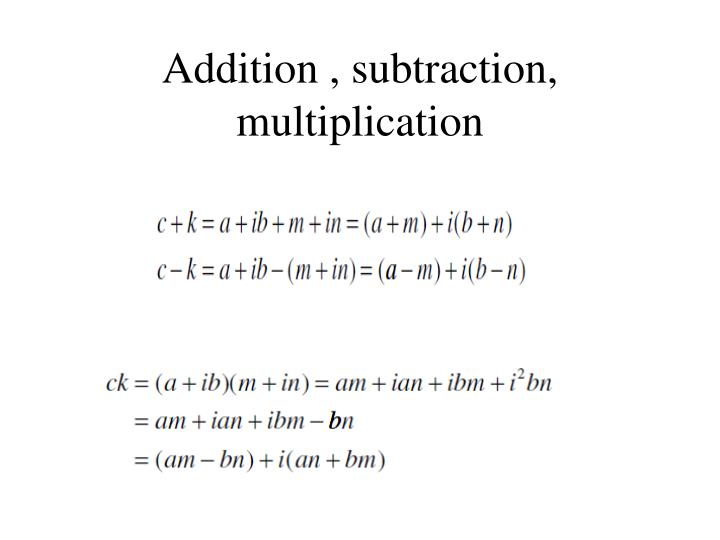 Addition , subtraction,
multiplication
c+k=a+ib+m+in=(a+m)+i(b+n)
c−k=a+ib−(m+in)=(a−m)+i(b−n)
ck = (a + ib)(m + in) = am + ian + ibm + i²bn
= am + ian + ibm − bn
= (am − bn) + i(an + bm)